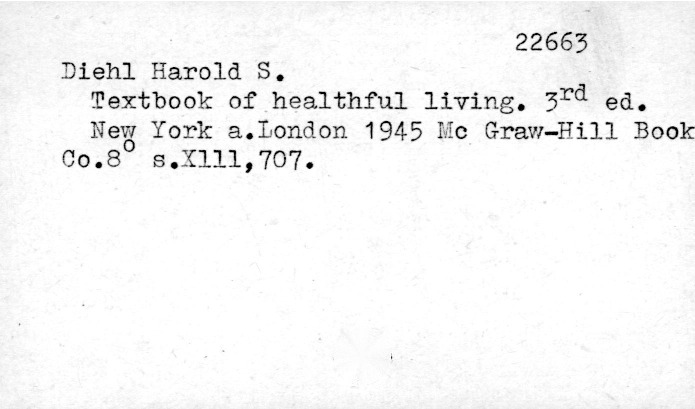 22663
Diehl Harold S.
Textbook of healthful living. 3rd ed.
New York a.London 1945 Mc Graw-Hill Book
Co.8o s.Xlll,707.